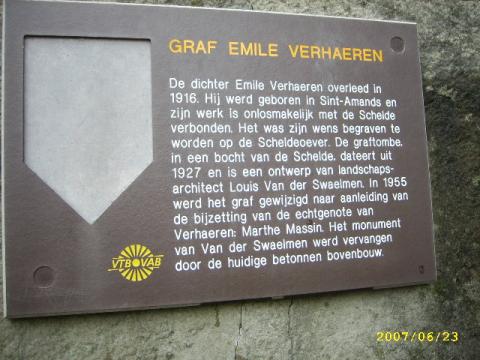 GRAF EMILE VERHAEREN
De dichter Emile Verhaeren overleed in
1916. Hij werd geboren in Sint-Amands en
zijn werk is onlosmakelijk met de Schelde
verbonden. Het was zijn wens begraven te
worden op de Scheldeoever. De graftombe,
in een bocht van de Schelde, dateert uit
1927 en is een ontwerp van landschaps-
architect Louis Van der Swaelmen. In 1955
werd het graf gewijzigd naar aanleiding van
de bijzetting van de echtgenote van
Verhaeren: Marthe Massin. Het monument
van Van der Swaelmen werd vervangen
door de huidige betonnen bovenbouw.
VTB VAB
2007/06/23